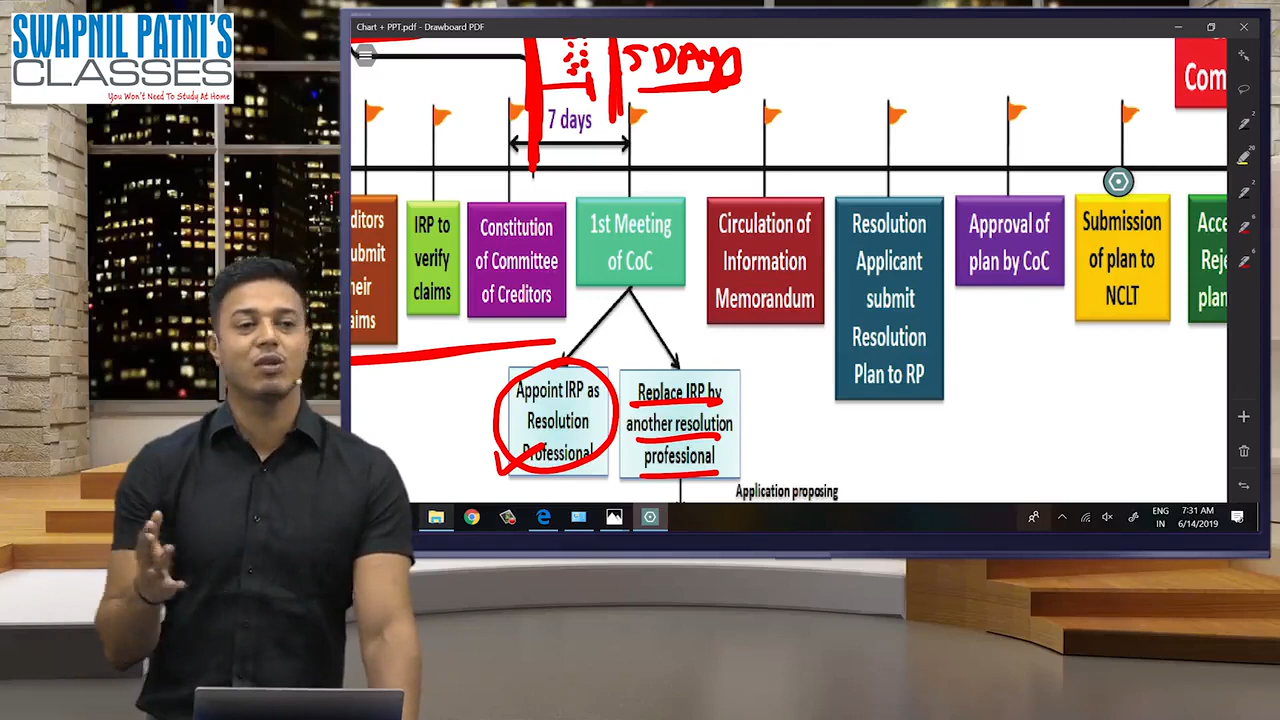 SWAPNIL PATNI'S
CLASSES
You Won't Need To Study At Home
Chart + PPT.pdf - Drawboard PDF
5 DAYS
7 days
Com
ditors
ubmit
heir
aims
IRP to
verify
claims
Constitution
of Committee
of Creditors
1st Meeting
of CoC
Circulation of
Information
Memorandum
Resolution
Applicant
submit
Resolution
Plan to RP
Approval of
plan by CoC
Submission
of plan to
NCLT
Acce
Reje
plan
Appoint IRP as
Resolution
Professional
Replace IRP by
another resolution
professional
Application proposing
ENG
IN
7:31 AM
6/14/2019